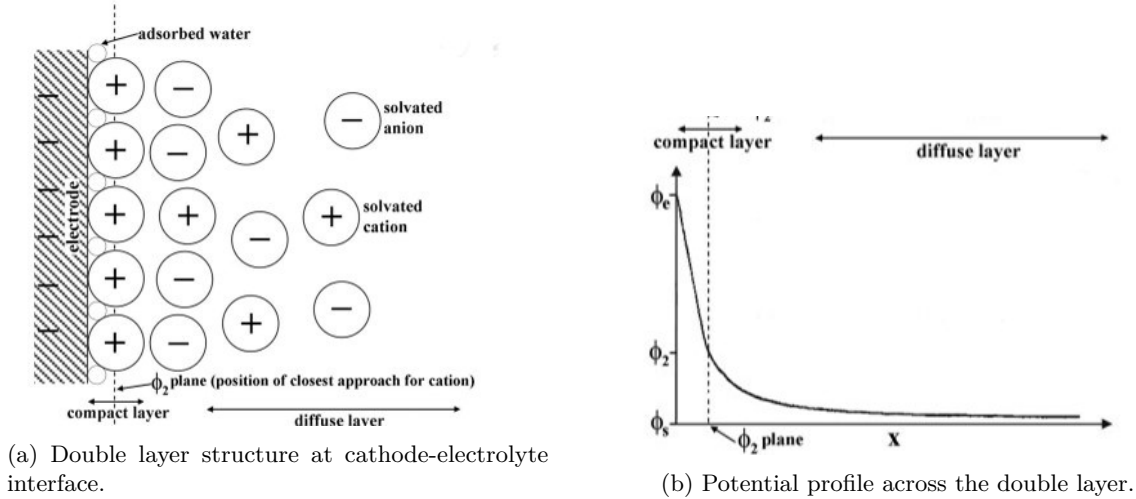 adsorbed water
+ −
−
+ − solvated
anion
+
+ −
electrode
+ + + solvated
cation
−
+ −
−
+ − +
ϕ₂ plane (position of closest approach for cation)
compact layer
diffuse layer
(a) Double layer structure at cathode-electrolyte
interface.
compact layer
diffuse layer
ϕe
ϕ₂
ϕs
ϕ₂ plane
X
(b) Potential profile across the double layer.